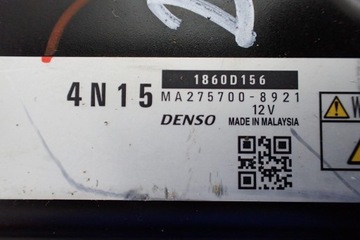 1860D156
4N15 MA275700-8921
12V
DENSO MADE IN MALAYSIA